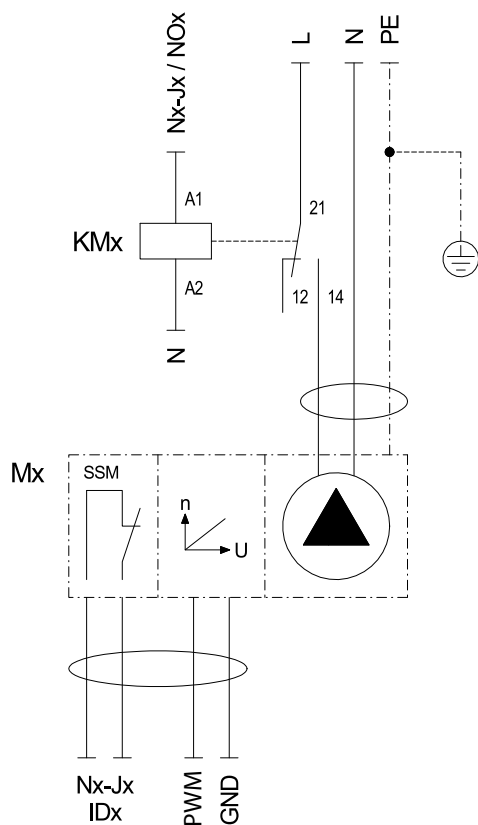 Nx-Jx / NOx
L
N
PE
A1
21
KMx
A2
12
14
N
Mx
SSM
n
U
Nx-Jx
IDx
PWM
GND